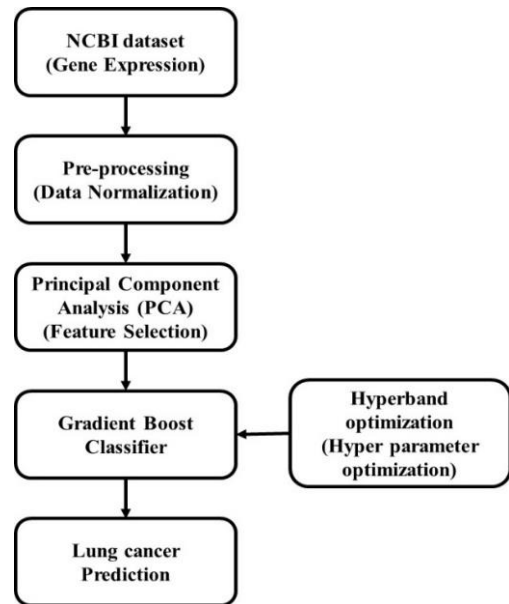 NCBI dataset
(Gene Expression)
Pre-processing
(Data Normalization)
Principal Component
Analysis (PCA)
(Feature Selection)
Gradient Boost
Classifier
Hyperband
optimization
(Hyper parameter
optimization)
Lung cancer
Prediction